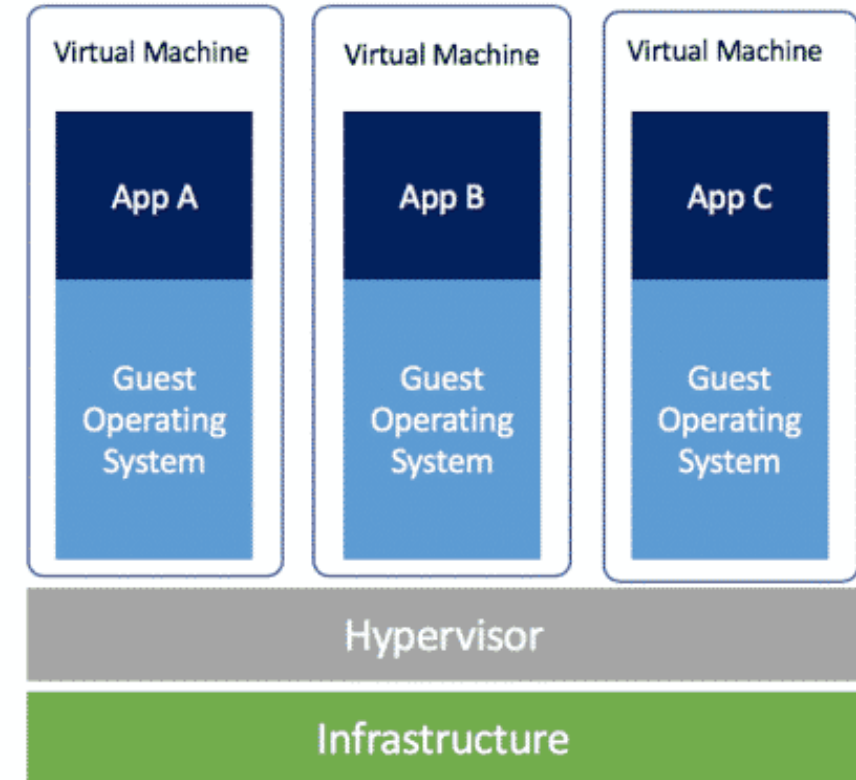 Virtual Machine
Virtual Machine
Virtual Machine
App A
App B
App C
Guest
Operating
System
Guest
Operating
System
Guest
Operating
System
Hypervisor
Infrastructure